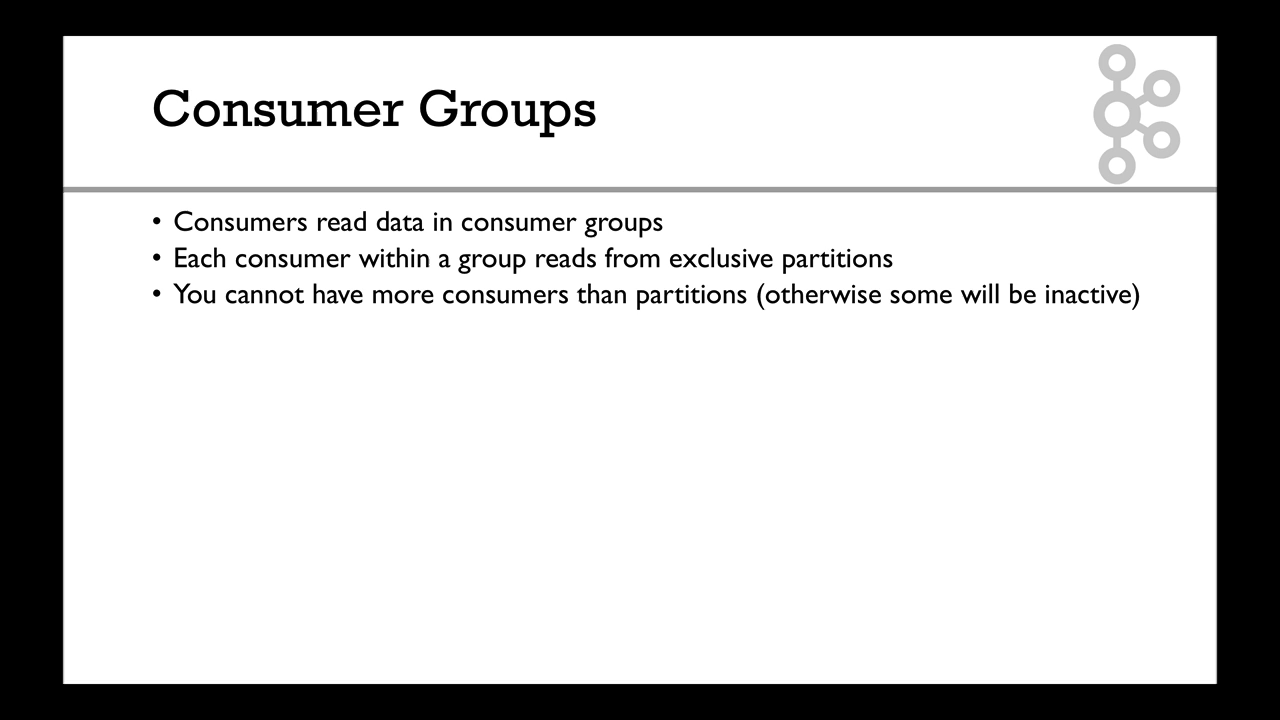 Consumer Groups
• Consumers read data in consumer groups
• Each consumer within a group reads from exclusive partitions
• You cannot have more consumers than partitions (otherwise some will be inactive)